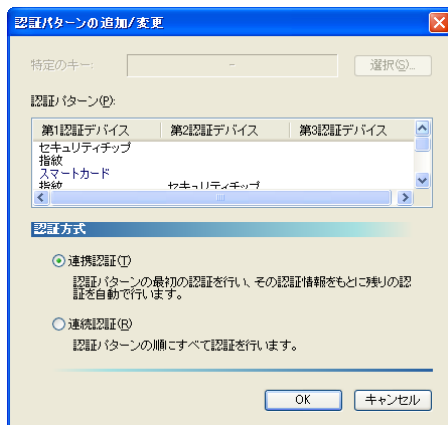 認証パターンの追加/変更
特定のキー: - 選択(S)...
認証パターン(P):
第1認証デバイス 第2認証デバイス 第3認証デバイス
セキュリティチップ
指紋
スマートカード
指紋 セキュリティチップ
認証方式
連携認証(T)
認証パターンの最初の認証を行い、その認証情報をもとに残りの認
証を自動で行います。
連続認証(R)
認証パターンの順にすべて認証を行います。
OK キャンセル